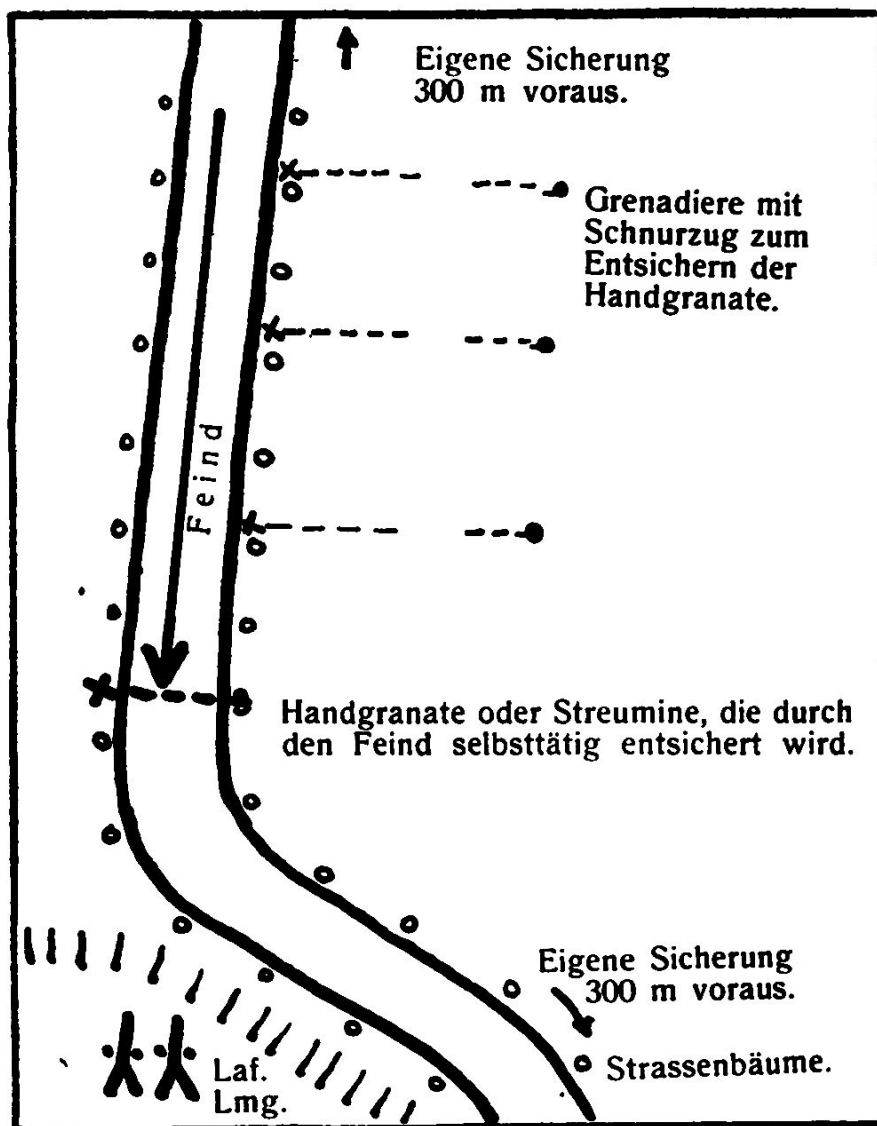 Eigene Sicherung
300 m voraus.
Grenadiere mit
Schnurzug zum
Entsichern der
Handgranate.
Feind
Handgranate oder Streumine, die durch
den Feind selbsttätig entsichert wird.
Eigene Sicherung
300 m voraus.
Strassenbäume.
Laf.
Lmg.